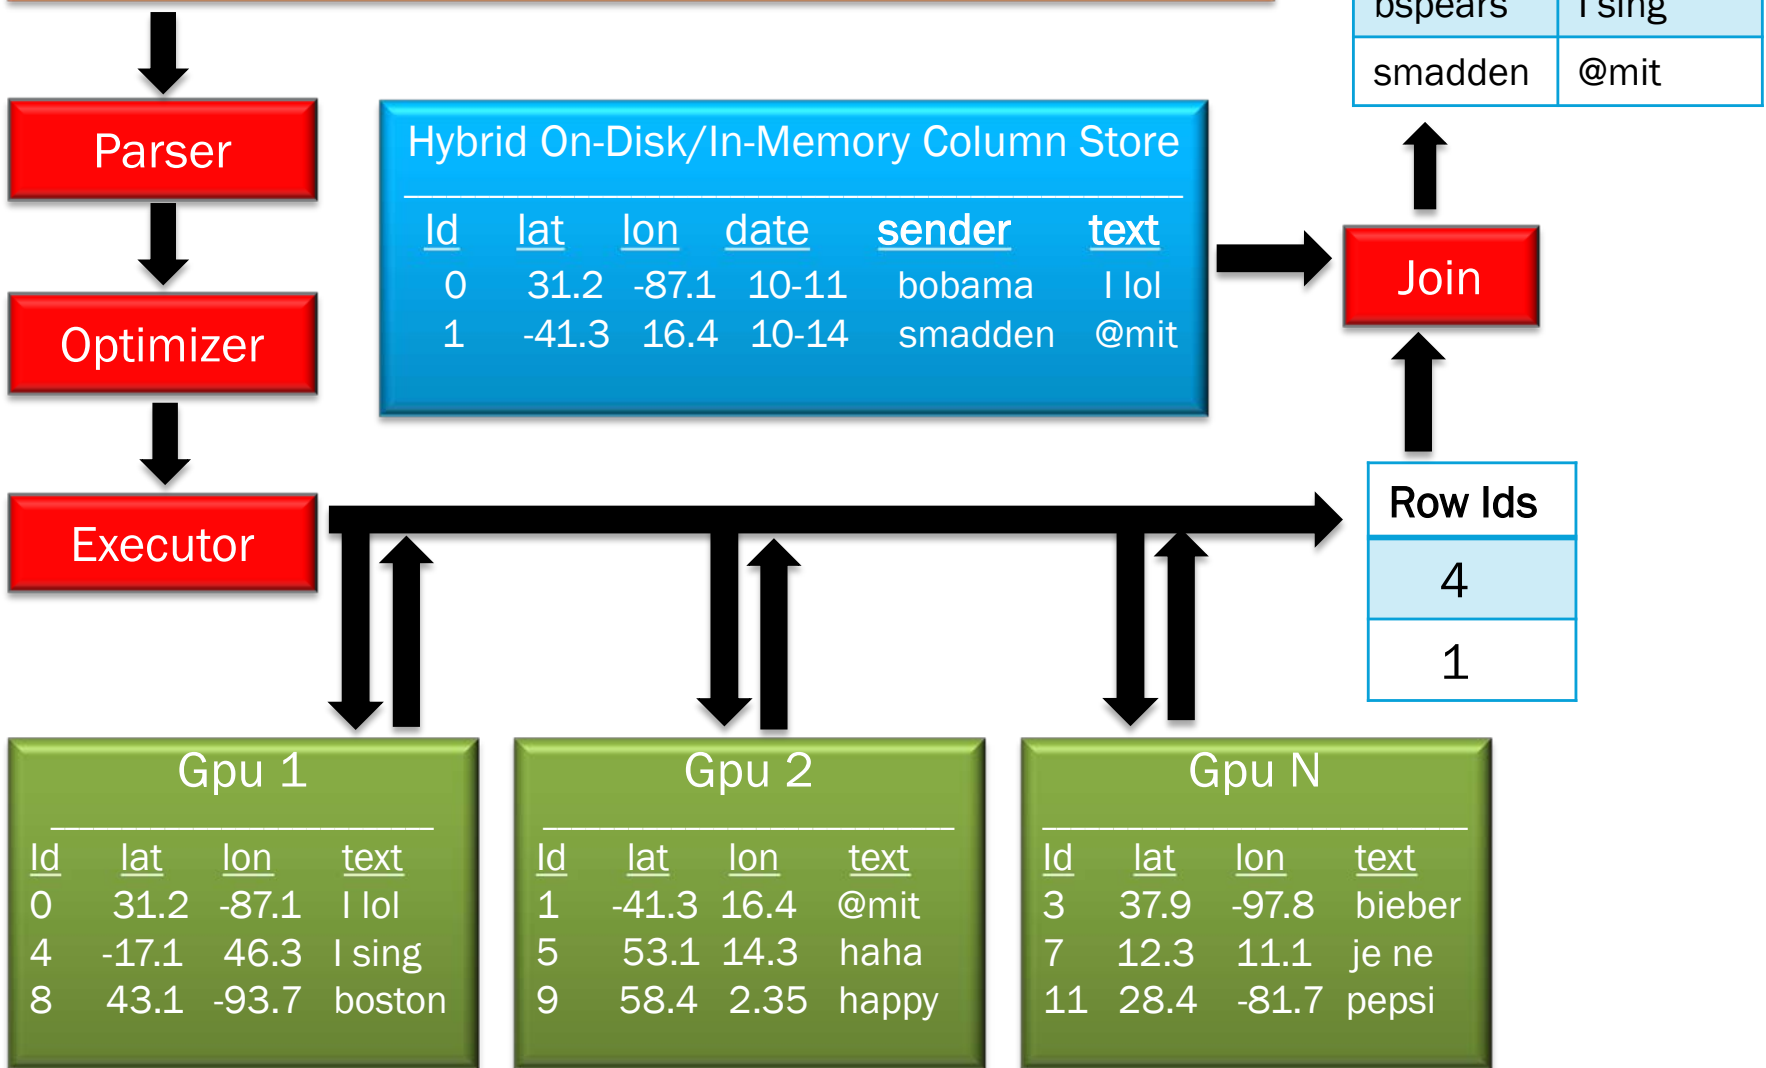 bspears I sing
smadden @mit
Parser
Hybrid On-Disk/In-Memory Column Store
Id lat lon date sender text
0 31.2 -87.1 10-11 bobama I lol
1 -41.3 16.4 10-14 smadden @mit
Join
Optimizer
Executor
Row Ids
4
1
Gpu 1
Id lat lon text
0 31.2 -87.1 I lol
4 -17.1 46.3 I sing
8 43.1 -93.7 boston
Gpu 2
Id lat lon text
1 -41.3 16.4 @mit
5 53.1 14.3 haha
9 58.4 2.35 happy
Gpu N
Id lat lon text
3 37.9 -97.8 bieber
7 12.3 11.1 je ne
11 28.4 -81.7 pepsi